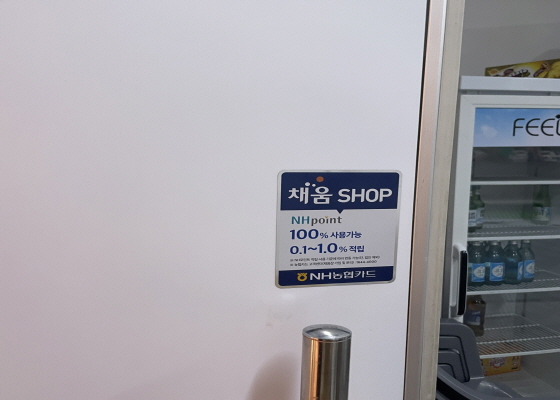 채움 SHOP
NHpoint
100% 사용가능
0.1~1.0% 적립
NH농협카드
FEEL